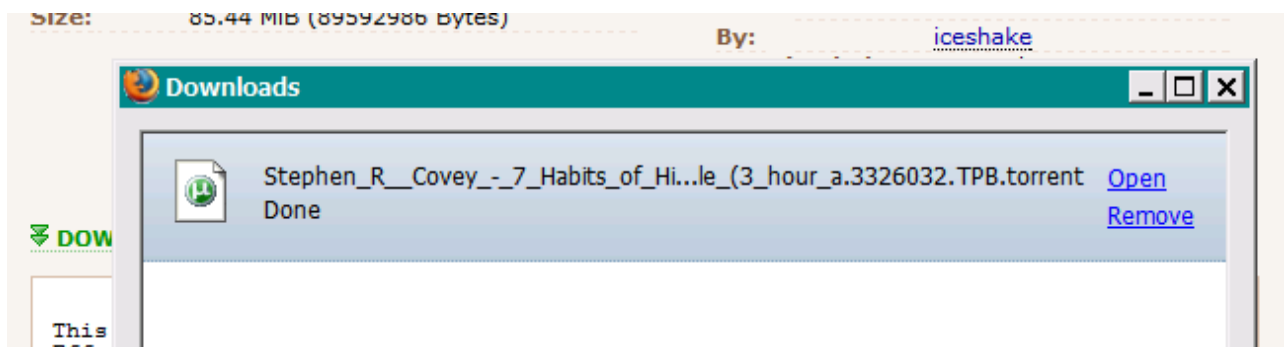 Size: 85.44 MiB (89592986 Bytes)
By: iceshake
Downloads
Stephen_R__Covey_-_7_Habits_of_Hi...le_(3_hour_a.3326032.TPB.torrent Open
Done Remove
DOW
This